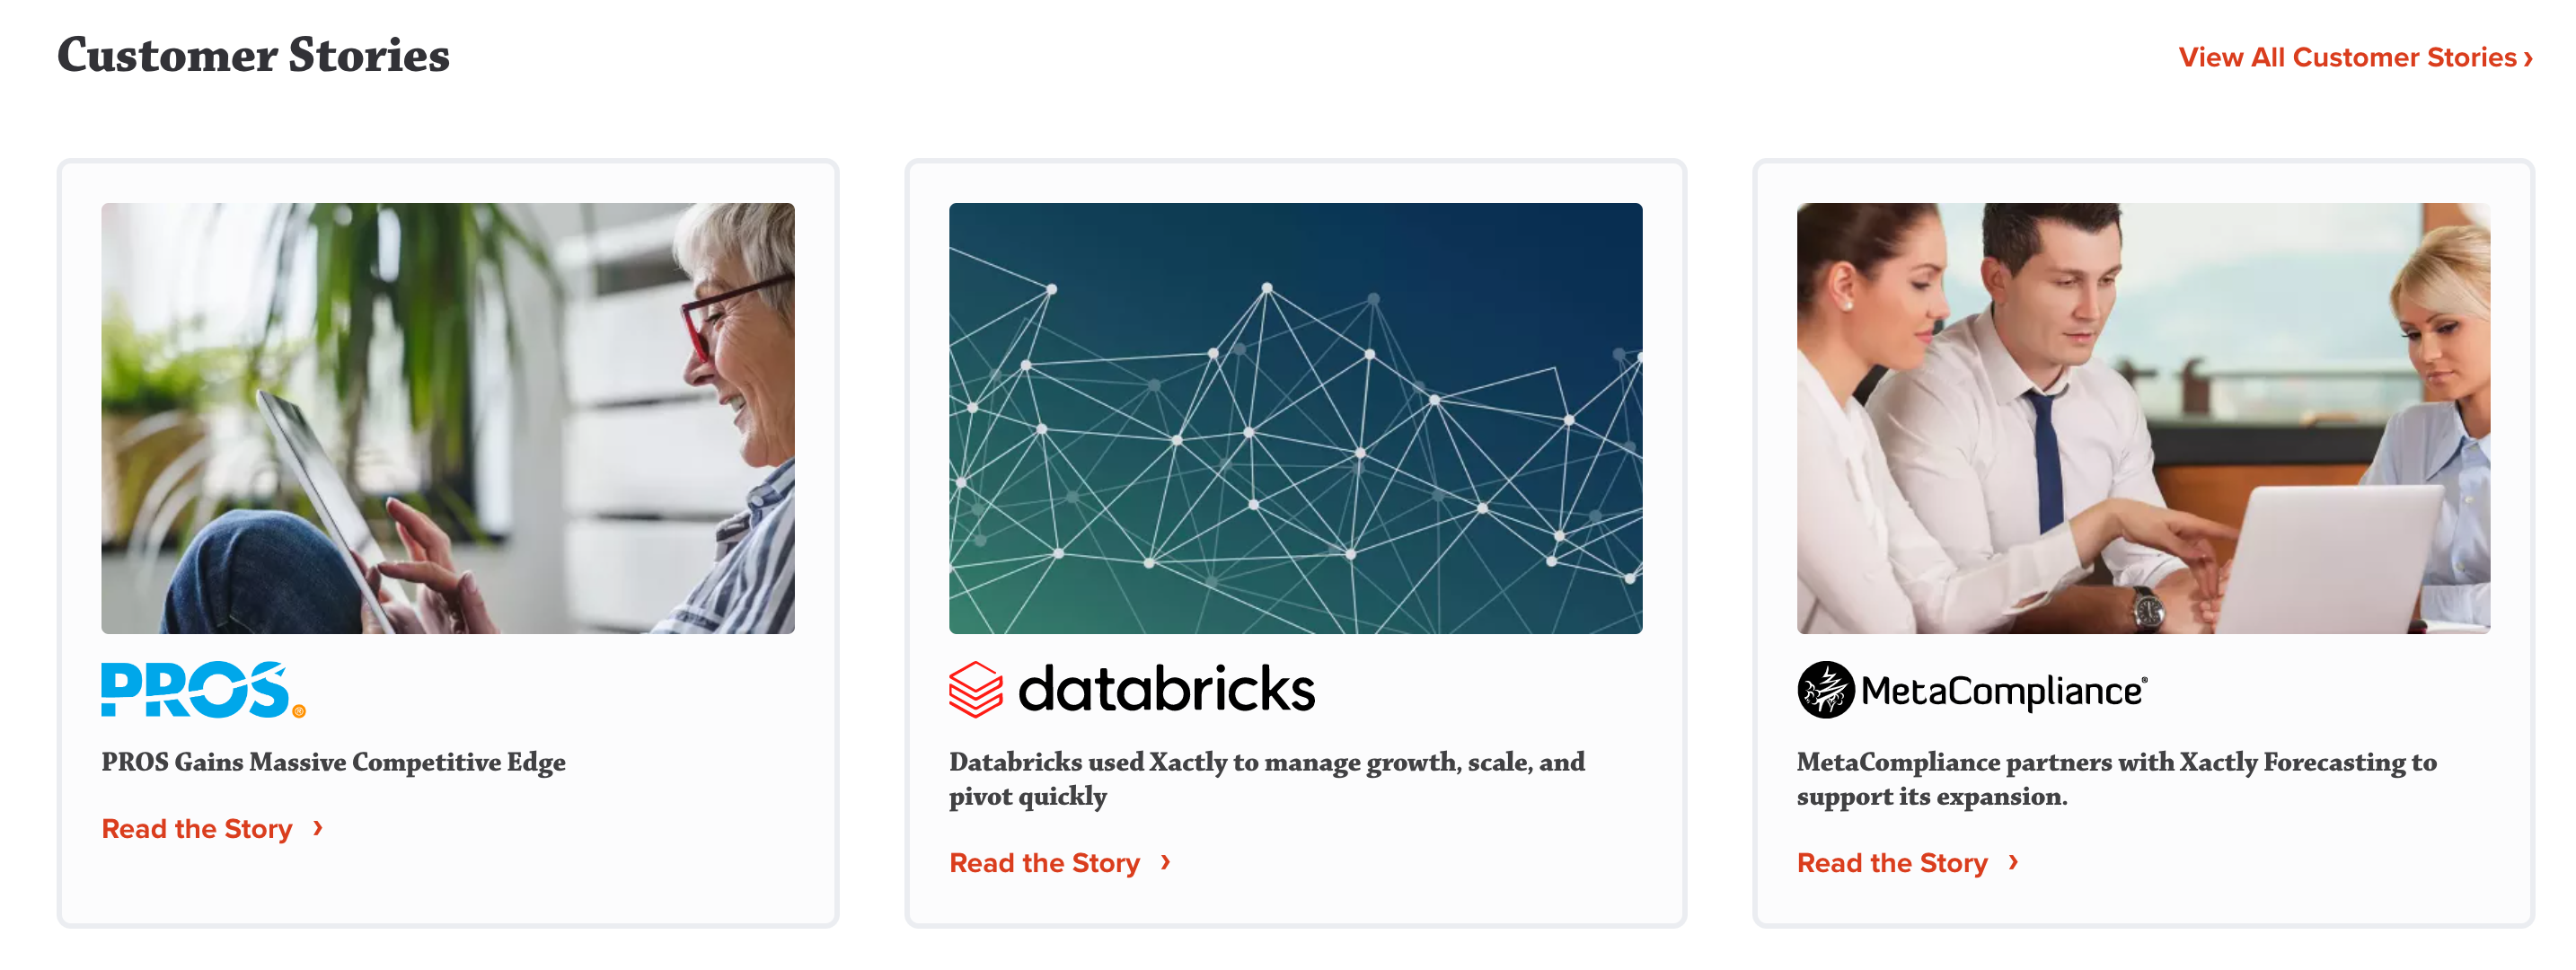 Customer Stories
View All Customer Stories ›
PROS®
PROS Gains Massive Competitive Edge
Read the Story ›
databricks
Databricks used Xactly to manage growth, scale, and
pivot quickly
Read the Story ›
MetaCompliance®
MetaCompliance partners with Xactly Forecasting to
support its expansion.
Read the Story ›